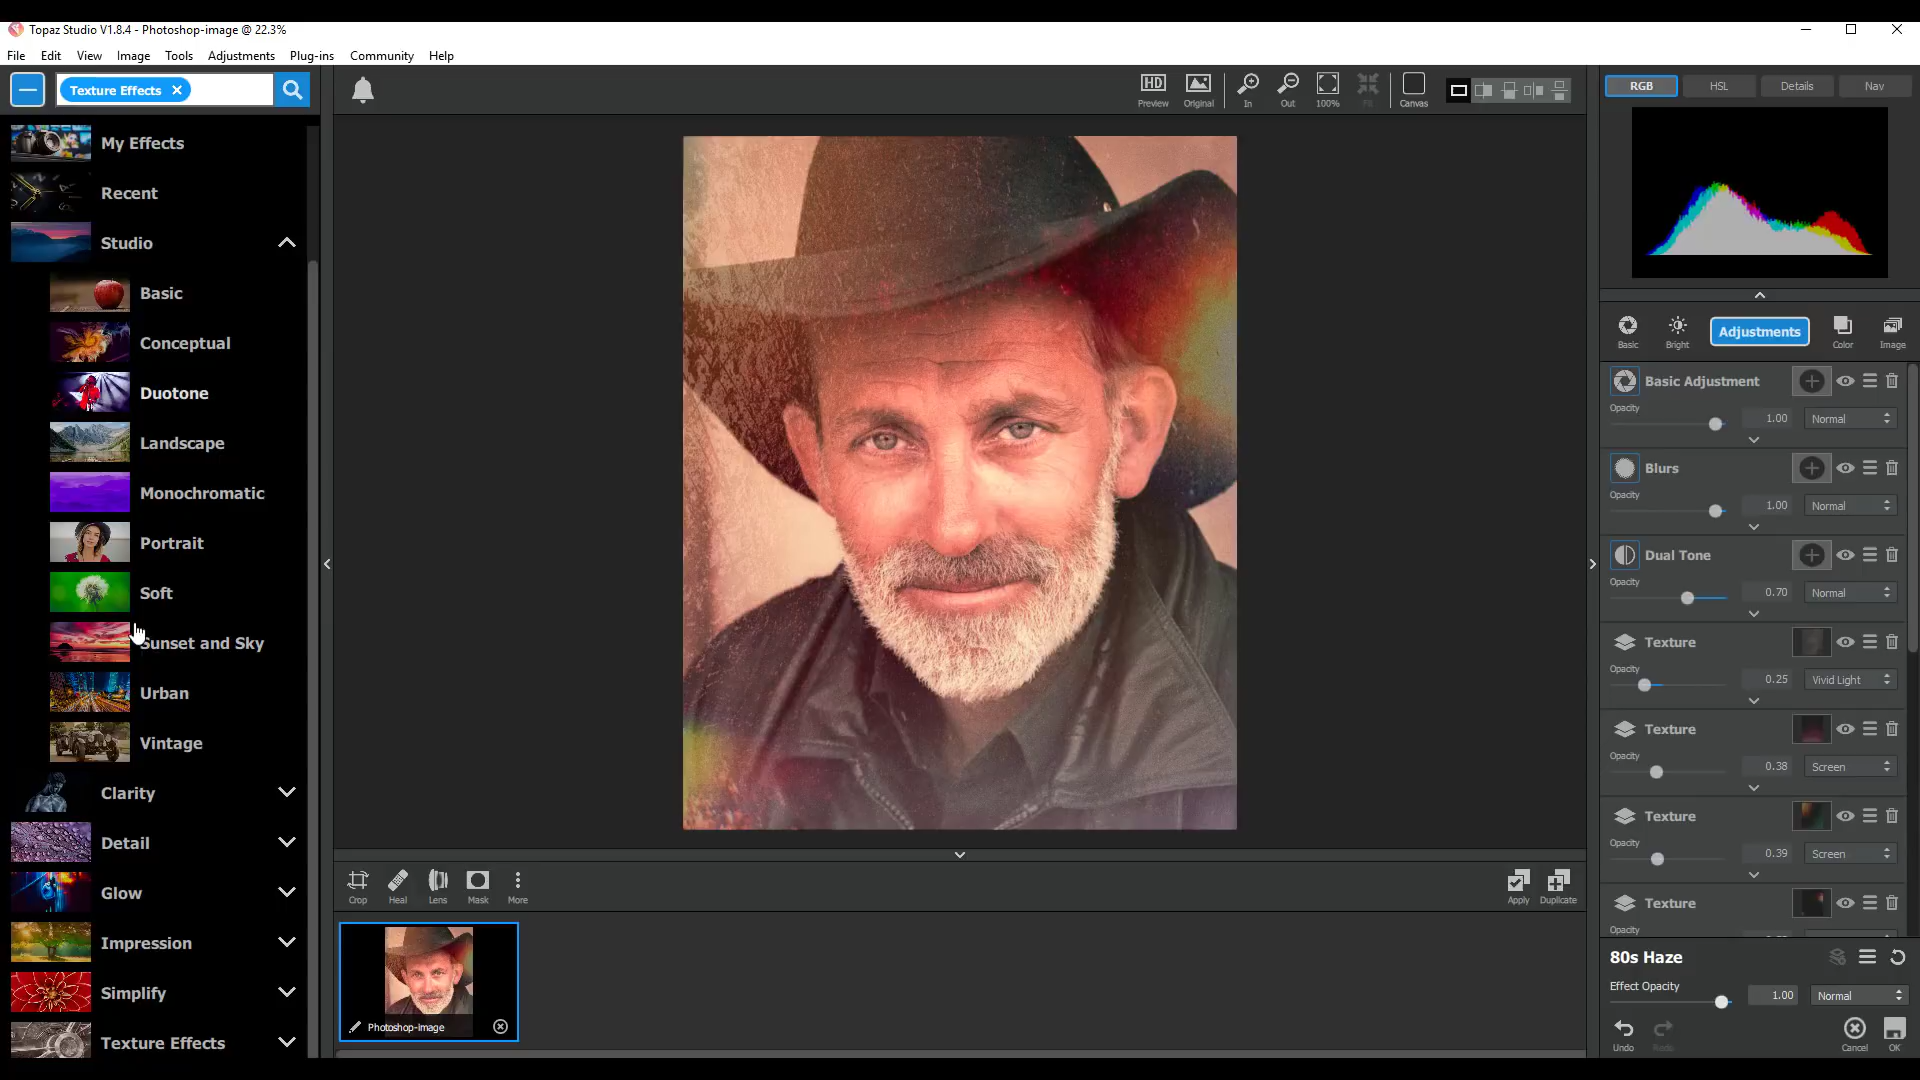 Topaz Studio V1.8.4 - Photoshop-image @ 22.3%
File Edit View Image Tools Adjustments Plug-ins Community Help
Texture Effects
My Effects
Recent
Studio
Basic
Conceptual
Duotone
Landscape
Monochromatic
Portrait
Soft
Sunset and Sky
Urban
Vintage
Clarity
Detail
Glow
Impression
Simplify
Texture Effects
HD
Preview Original In Out 100% Fit Canvas
Crop Heal Lens Mask More
Apply Duplicate
Photoshop-image
RGB HSL Details Nav
Basic Bright Adjustments Color Image
Basic Adjustment
Opacity
1.00 Normal
Blurs
Opacity
1.00 Normal
Dual Tone
Opacity
0.70 Normal
Texture
Opacity
0.25 Vivid Light
Texture
Opacity
0.38 Screen
Texture
Opacity
0.39 Screen
Texture
Opacity
80s Haze
Effect Opacity
1.00 Normal
Undo Redo Cancel OK